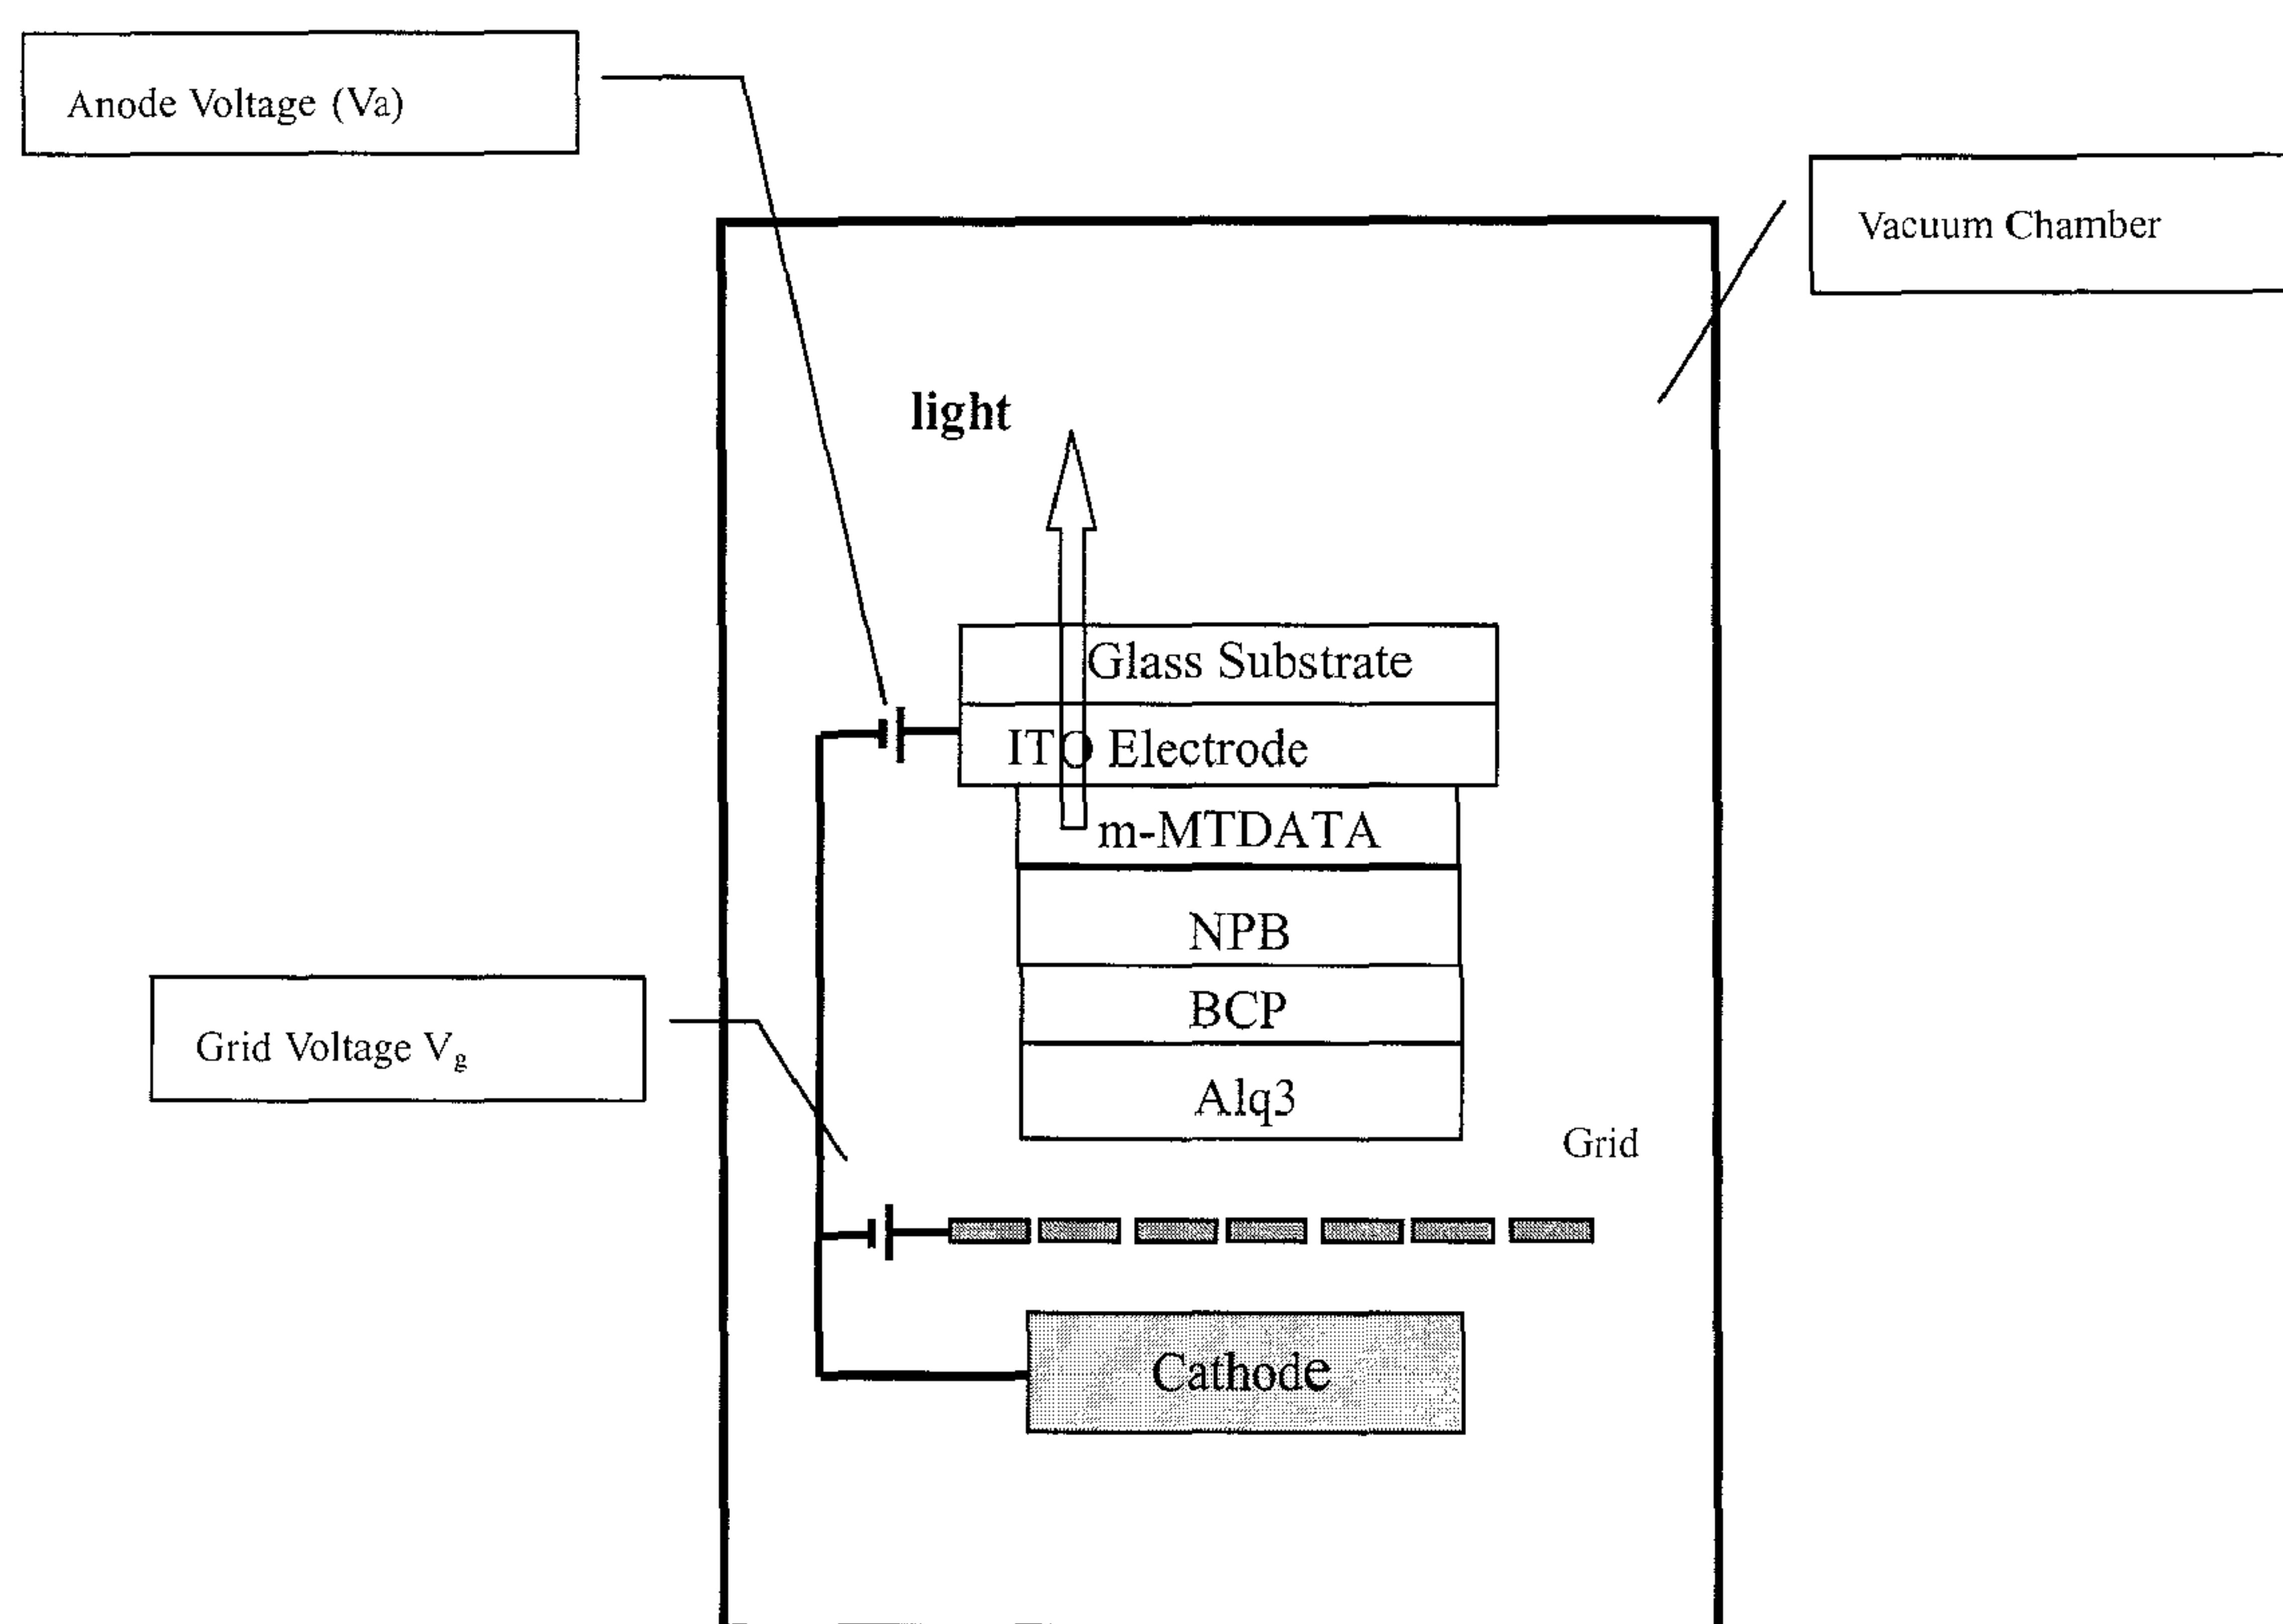 Anode Voltage (Va)
Vacuum Chamber
light
Glass Substrate
ITO Electrode
m-MTDATA
NPB
BCP
Grid Voltage Vg
Alq3
Grid
Cathode